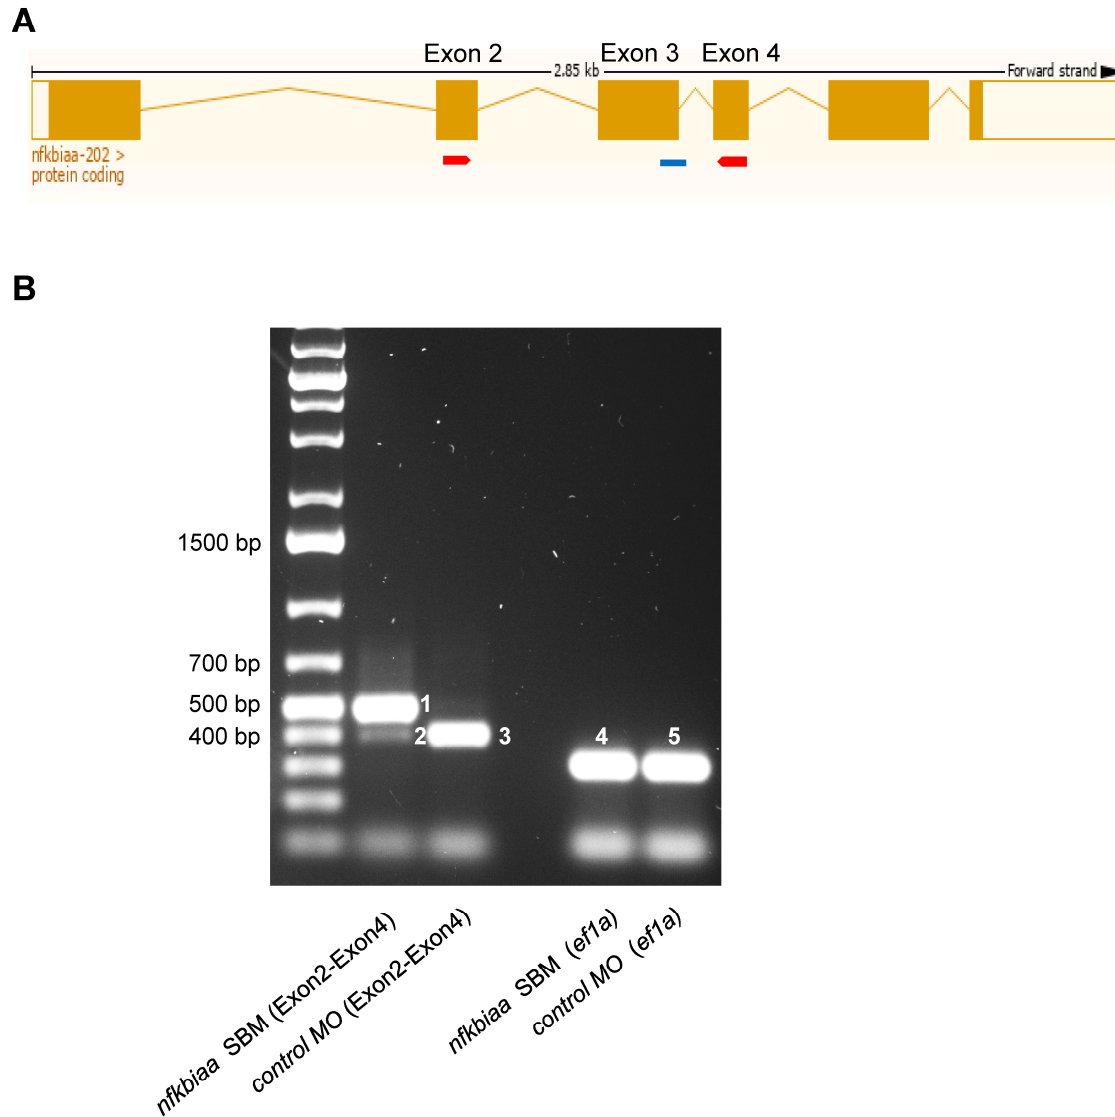 A
Exon 2 Exon 3 Exon 4
2.85 kb Forward strand
nfkbiaa-202 >
protein coding
B
1500 bp
700 bp
500 bp
400 bp
1
2
3
4
5
nfkbiaa SBM (Exon2-Exon4)
control MO (Exon2-Exon4)
nfkbiaa SBM (ef1a)
control MO (ef1a)